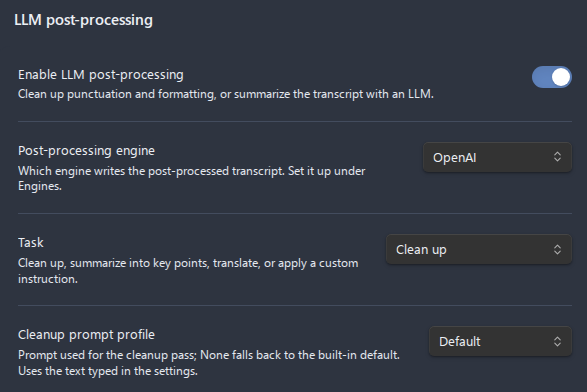 LLM post-processing
Enable LLM post-processing
Clean up punctuation and formatting, or summarize the transcript with an LLM.
Post-processing engine
OpenAI
Which engine writes the post-processed transcript. Set it up under
Engines.
Task
Clean up
Clean up, summarize into key points, translate, or apply a custom
instruction.
Cleanup prompt profile
Default
Prompt used for the cleanup pass; None falls back to the built-in default.
Uses the text typed in the settings.